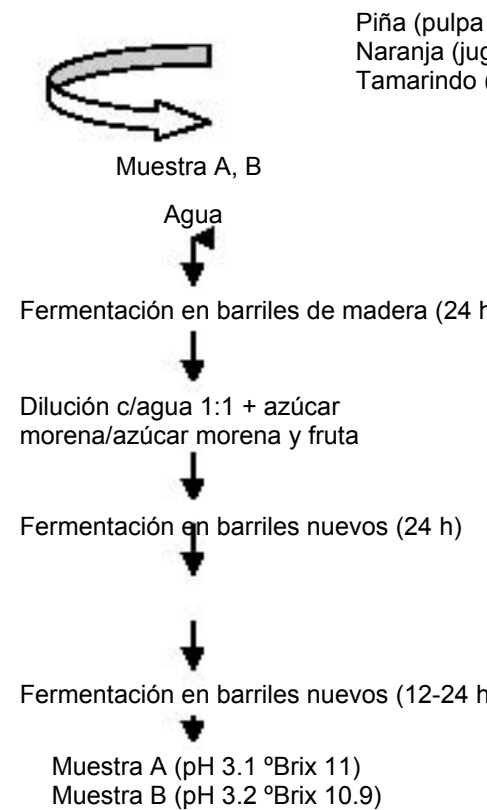 Piña (pulpa
Naranja (jug
Tamarindo (
Muestra A, B
Agua
Fermentación en barriles de madera (24 h
Dilución c/agua 1:1 + azúcar
morena/azúcar morena y fruta
Fermentación en barriles nuevos (24 h)
Fermentación en barriles nuevos (12-24 h
Muestra A (pH 3.1 ºBrix 11)
Muestra B (pH 3.2 ºBrix 10.9)